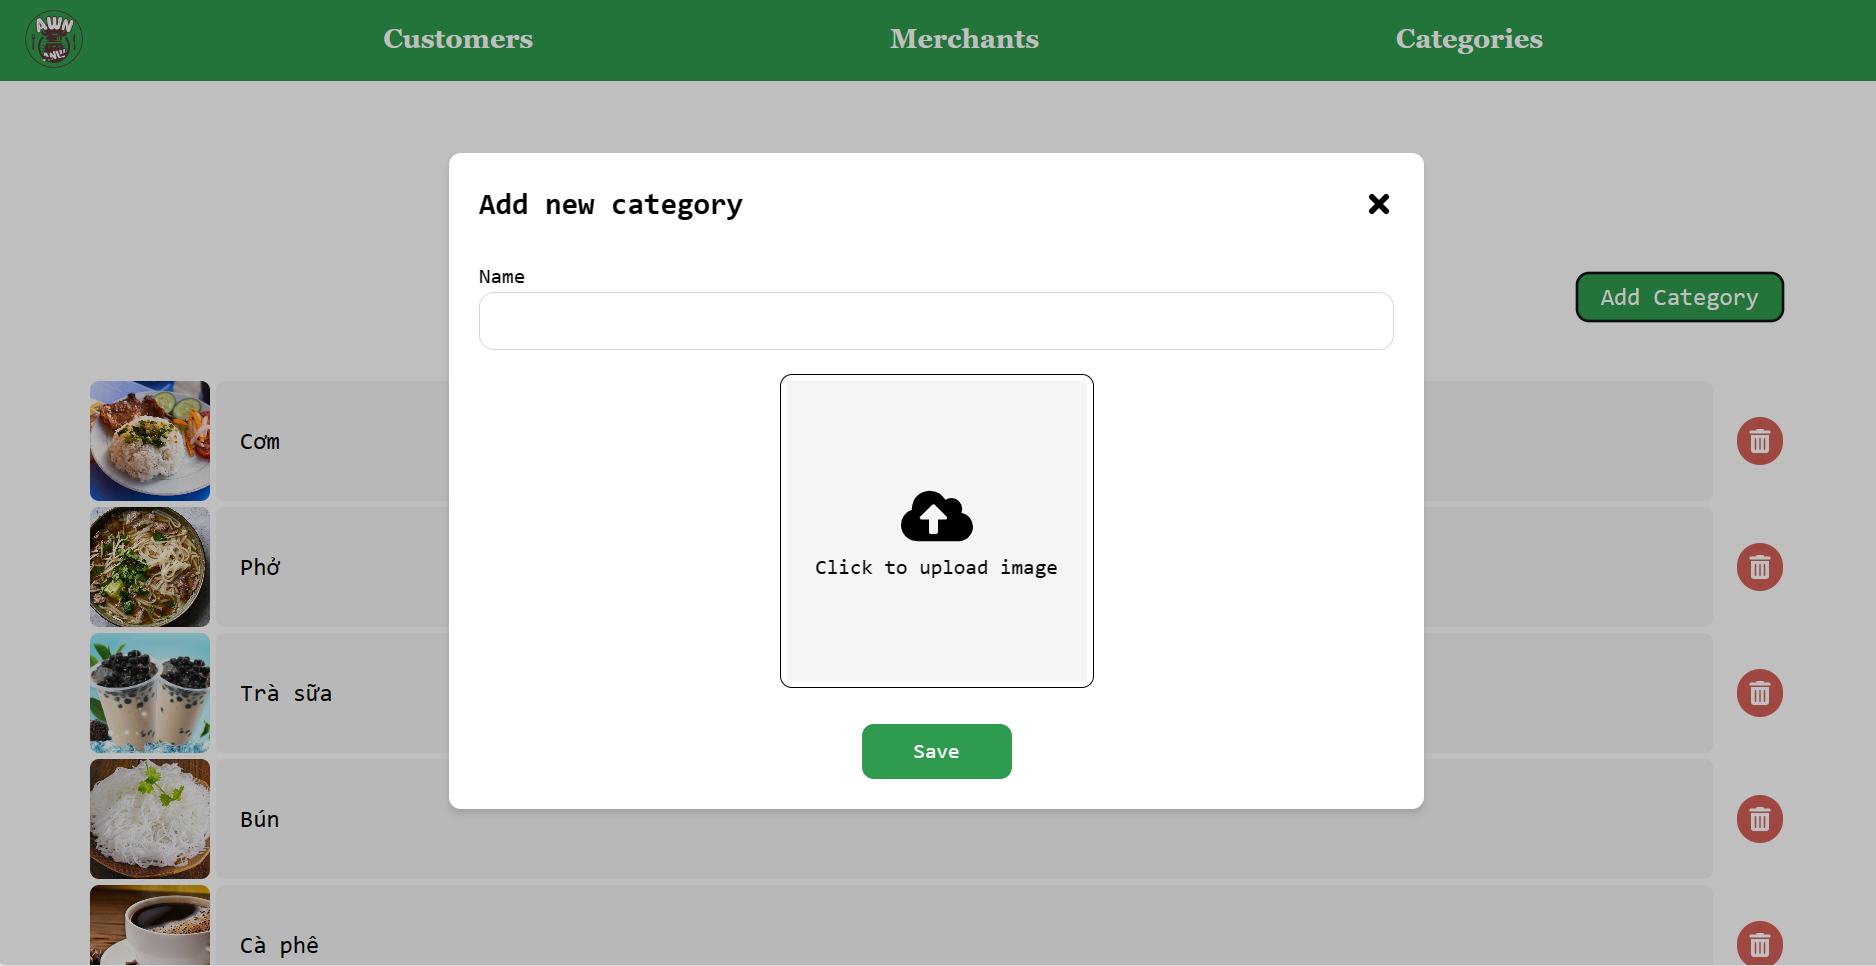 AWN
Customers
Merchants
Categories
Add new category
Name
Add Category
Click to upload image
Save
Cơm
Phở
Trà sữa
Bún
Cà phê